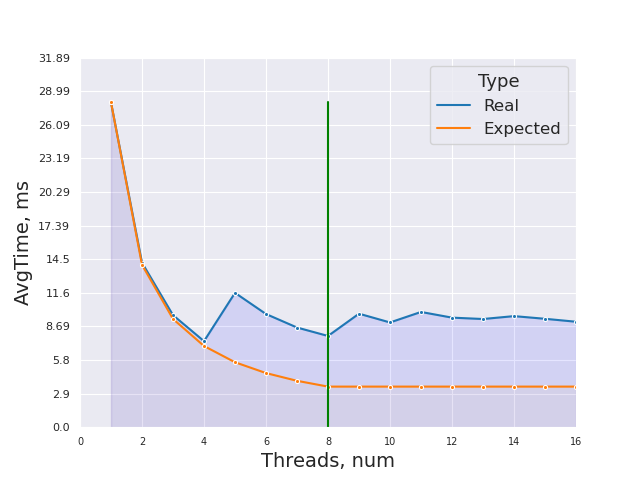 31.89
28.99
26.09
23.19
20.29
17.39
14.5
11.6
8.69
5.8
2.9
0.0
AvgTime, ms
Type
Real
Expected
0 2 4 6 8 10 12 14 16
Threads, num